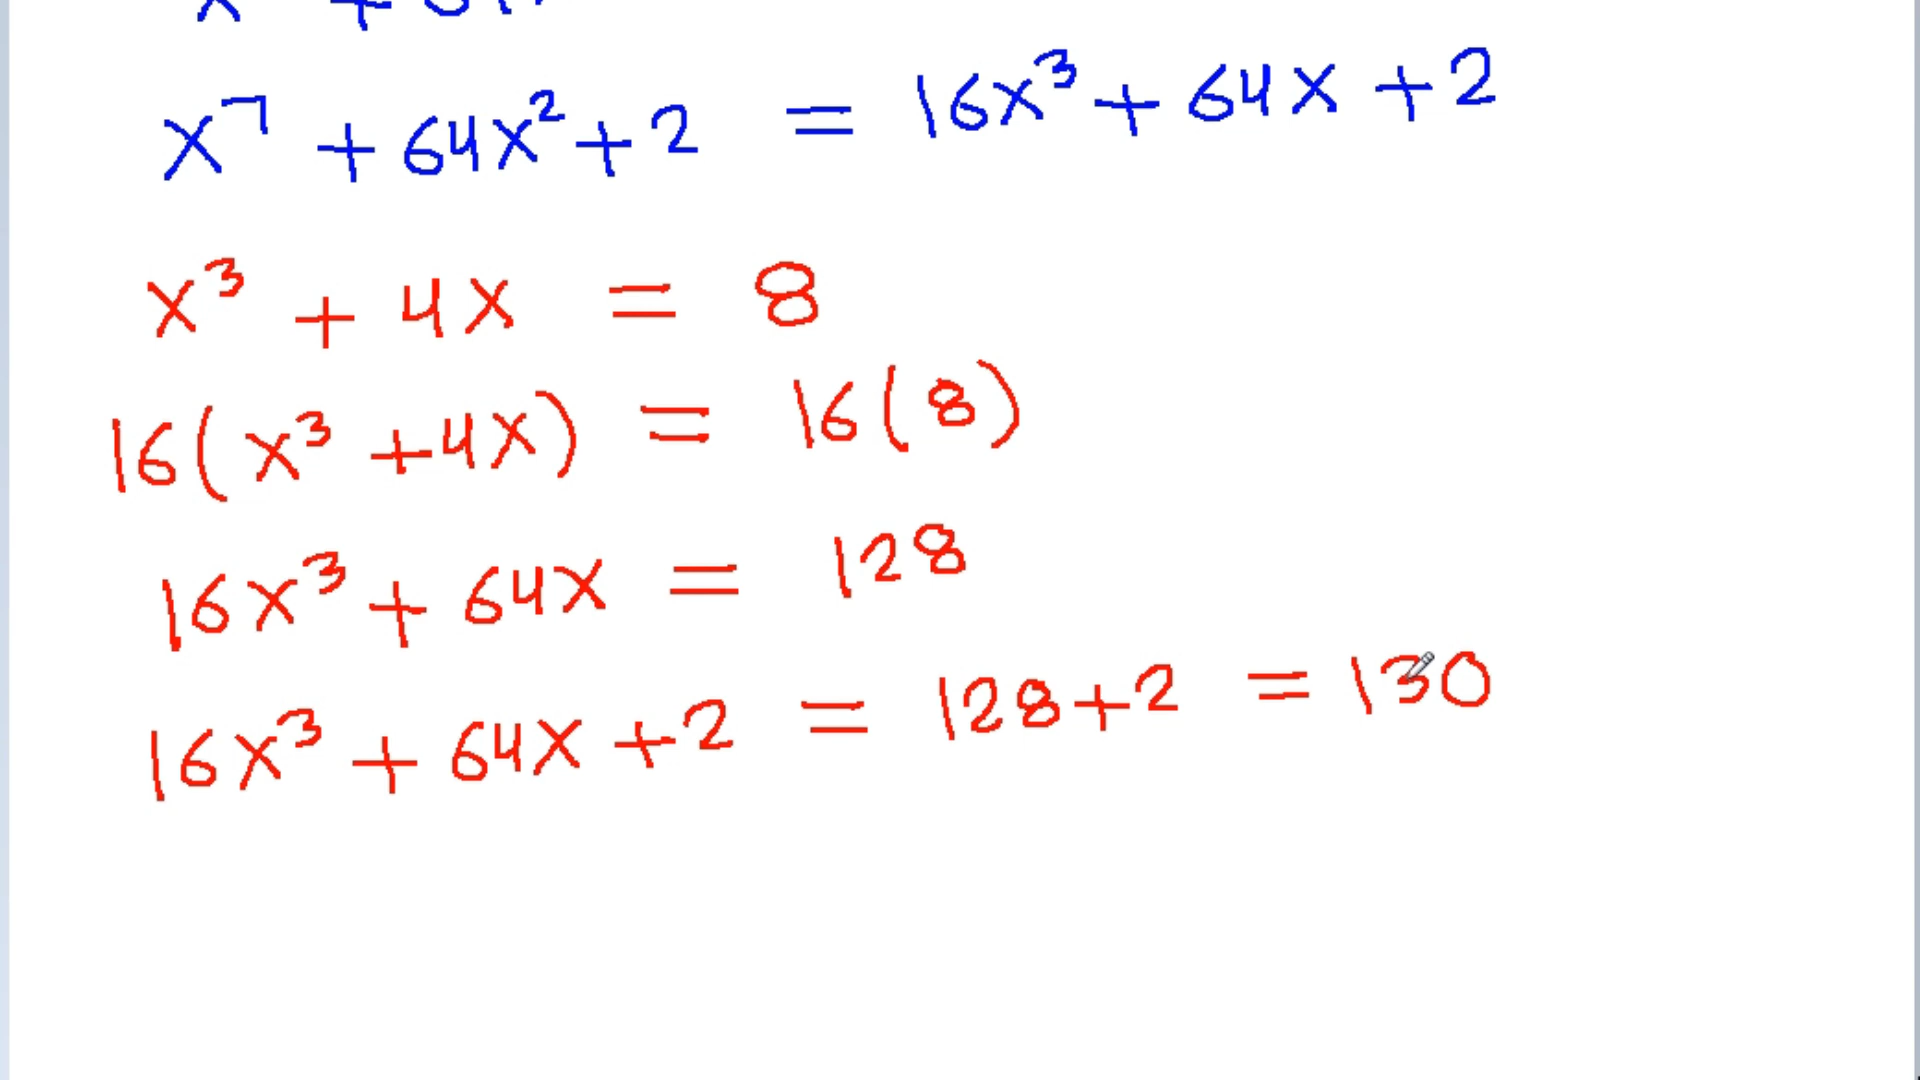 x⁷ + 64x² + 2 = 16x³ + 64x + 2
x³ + 4x = 8
16(x³ + 4x) = 16(8)
16x³ + 64x = 128
16x³ + 64x + 2 = 128 + 2 = 130